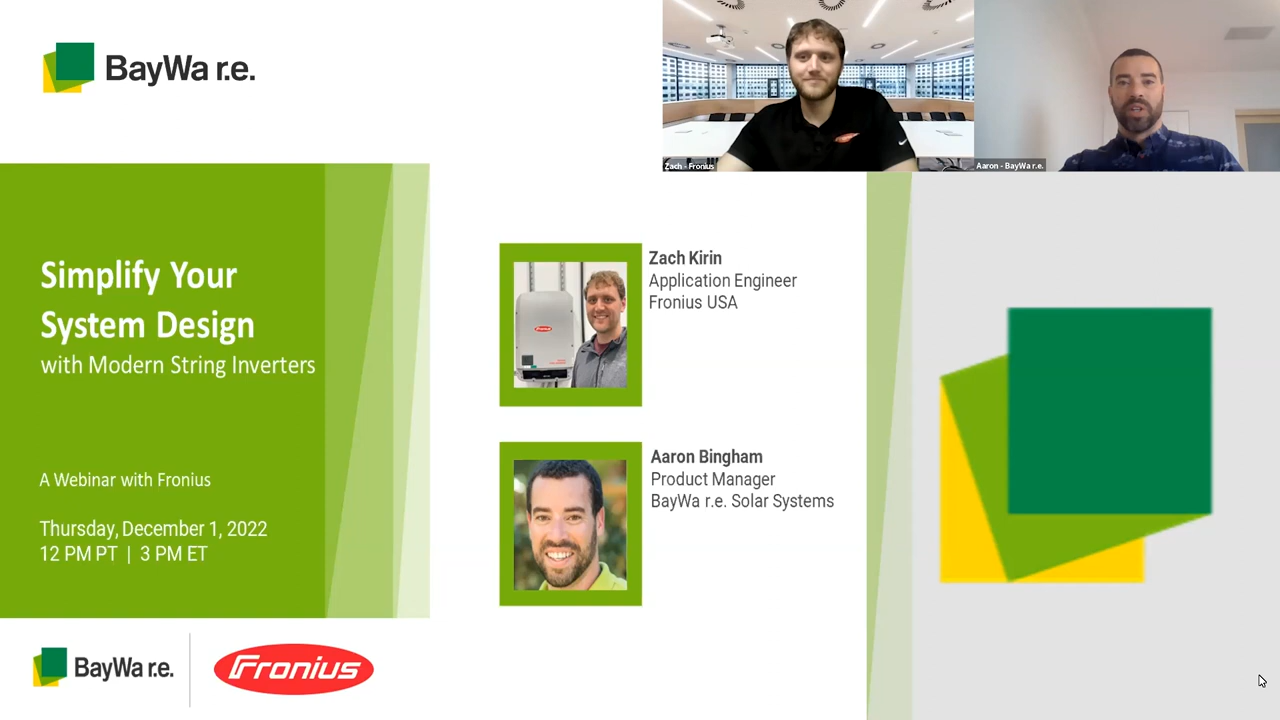 BayWa r.e.
Zach - Fronius
Aaron - BayWa r.e.
Simplify Your
System Design
with Modern String Inverters
A Webinar with Fronius
Thursday, December 1, 2022
12 PM PT | 3 PM ET
Zach Kirin
Application Engineer
Fronius USA
Fronius
Aaron Bingham
Product Manager
BayWa r.e. Solar Systems
BayWa r.e.
Fronius